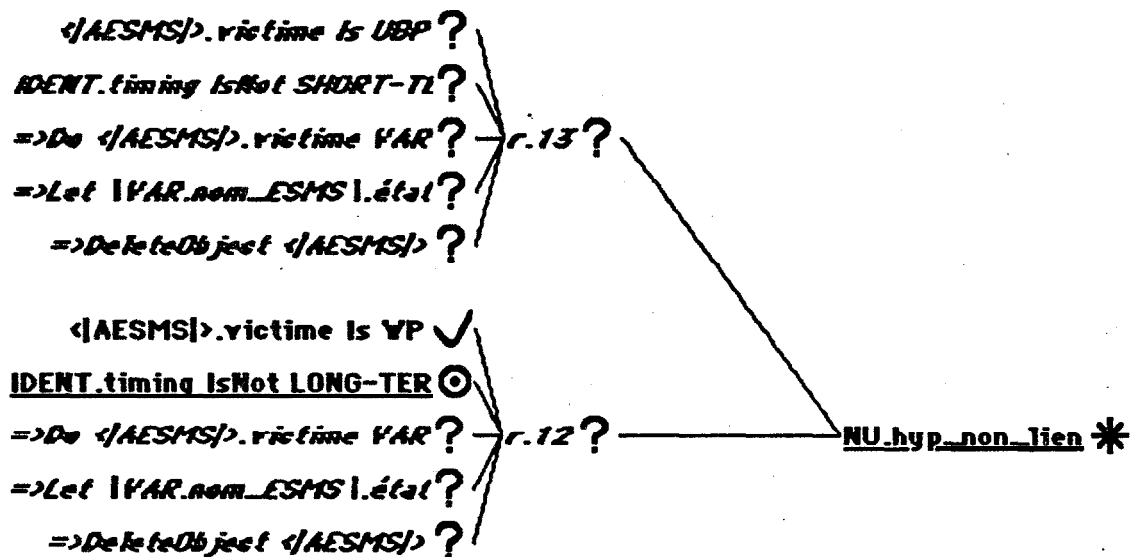 <|AESMS|>.victime Is UBP ?
IDENT.timing IsNot SHORT-TE ?
=>Do <|AESMS|>.victime VAR ?
r.13 ?
=>Let |VAR.nom_ESMS|.état ?
=>DeleteObject <|AESMS|> ?
<|AESMS|>.victime Is WP ✓
IDENT.timing IsNot LONG-TER
=>Do <|AESMS|>.victime VAR ?
r.12 ?
NU.hyp_non_lien *
=>Let |VAR.nom_ESMS|.état ?
=>DeleteObject <|AESMS|> ?